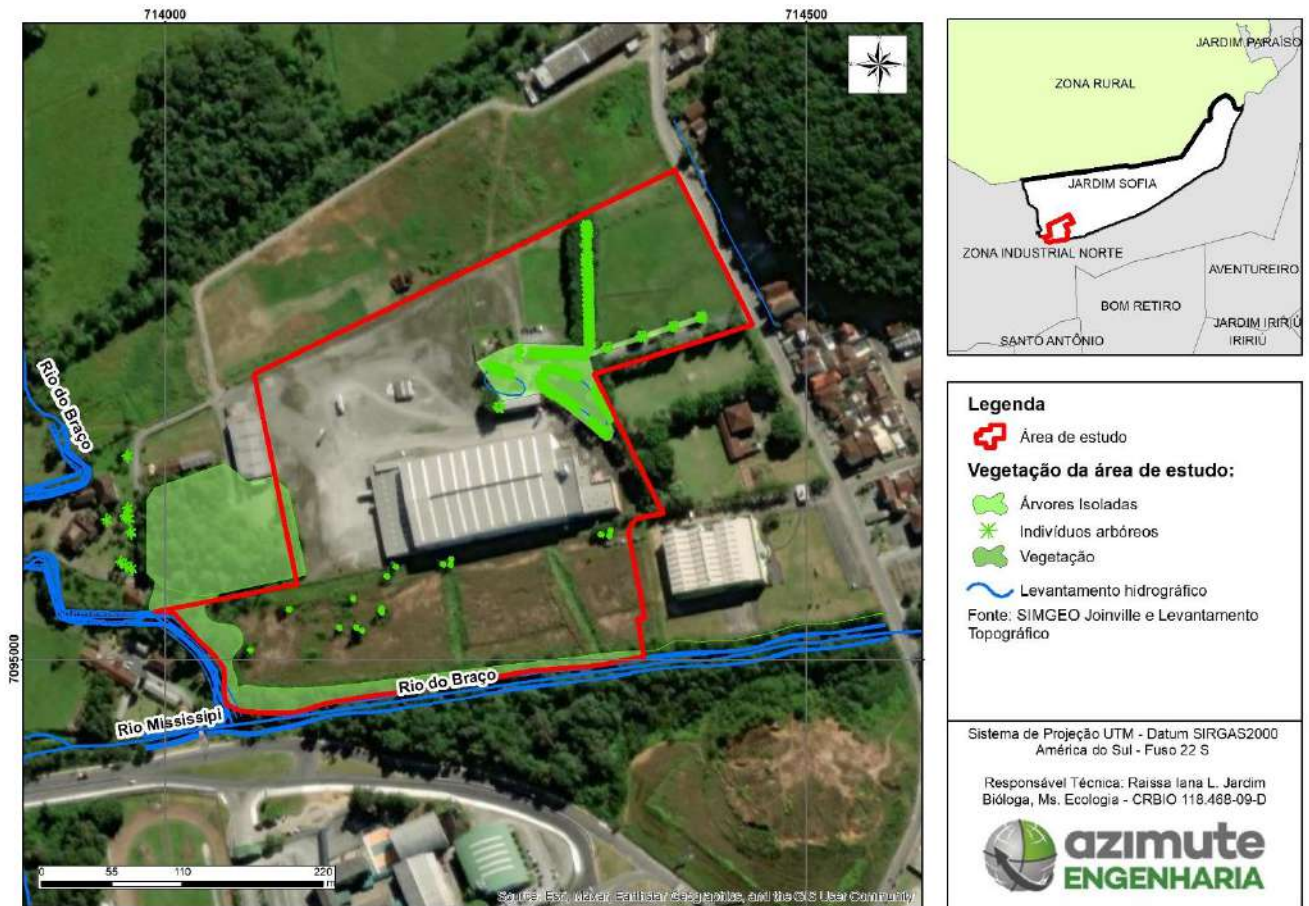 714000
714500
7095000
Rio do Braço
Rio do Braço
Rio Mississipi
0
55
110
220
m
Source: Esri, Maxar, Earthstar Geographics, and the GIS User Community
JARDIM PARAÍSO
ZONA RURAL
JARDIM SOFIA
ZONA INDUSTRIAL NORTE
AVENTUREIRO
BOM RETIRO
JARDIM IRIRIÚ
SANTO ANTÔNIO
IRIRIÚ
Legenda
Área de estudo
Vegetação da área de estudo:
Árvores Isoladas
Indivíduos arbóreos
Vegetação
Levantamento hidrográfico
Fonte: SIMGEO Joinville e Levantamento
Topográfico
Sistema de Projeção UTM - Datum SIRGAS2000
América do Sul - Fuso 22 S
Responsável Técnica: Raissa Iana L. Jardim
Bióloga, Ms. Ecologia - CRBIO 118.468-09-D
azimute
ENGENHARIA